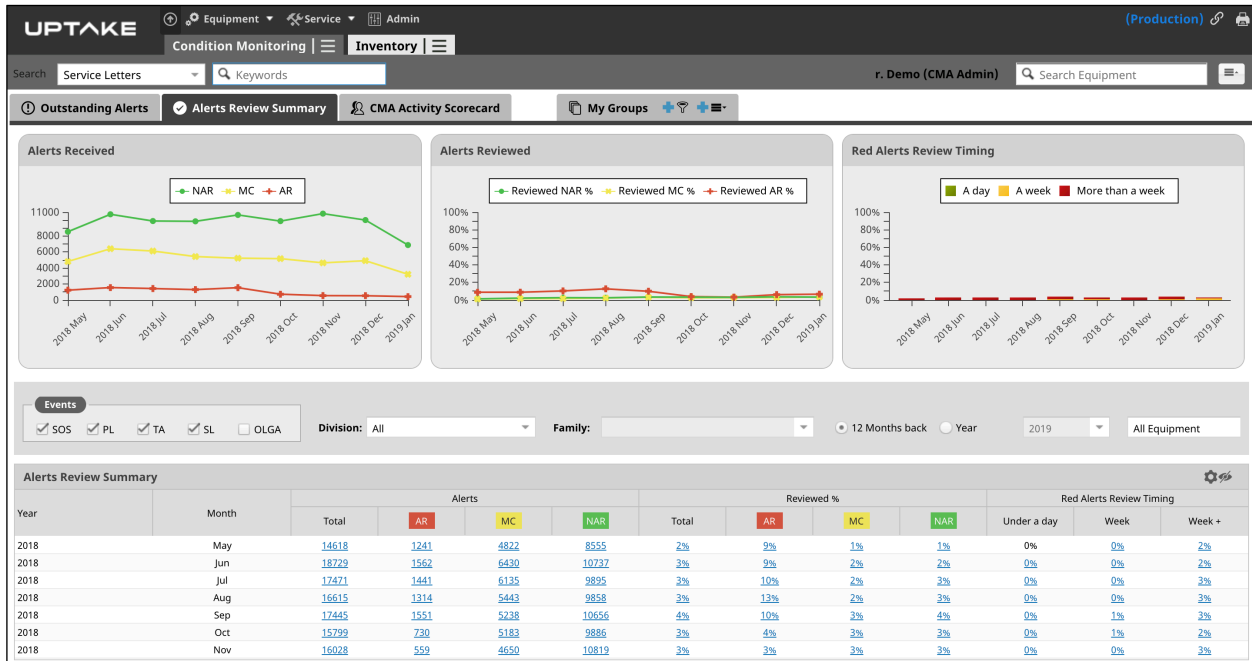 UPTAKE
Equipment Service Admin
(Production)
Condition Monitoring Inventory
Search Service Letters Keywords r. Demo (CMA Admin) Search Equipment
Outstanding Alerts Alerts Review Summary CMA Activity Scorecard My Groups
Alerts Received
NAR MC AR
11000
8000
6000
4000
2000
0
2018 May 2018 Jun 2018 Jul 2018 Aug 2018 Sep 2018 Oct 2018 Nov 2018 Dec 2019 Jan
Alerts Reviewed
Reviewed NAR % Reviewed MC % Reviewed AR %
100%
80%
60%
40%
20%
0%
2018 May 2018 Jun 2018 Jul 2018 Aug 2018 Sep 2018 Oct 2018 Nov 2018 Dec 2019 Jan
Red Alerts Review Timing
A day A week More than a week
100%
80%
60%
40%
20%
0%
2018 May 2018 Jun 2018 Jul 2018 Aug 2018 Sep 2018 Oct 2018 Nov 2018 Dec 2019 Jan
Events
SOS PL TA SL OLGA Division: All Family: 12 Months back Year 2019 All Equipment
Alerts Review Summary
Alerts Reviewed % Red Alerts Review Timing
Year Month Total AR MC NAR Total AR MC NAR Under a day Week Week +
2018 May 14618 1241 4822 8555 2% 9% 1% 1% 0% 0% 2%
2018 Jun 18729 1562 6430 10737 3% 9% 2% 2% 0% 0% 2%
2018 Jul 17471 1441 6135 9895 3% 10% 2% 3% 0% 0% 3%
2018 Aug 16615 1314 5443 9858 3% 13% 2% 3% 0% 0% 3%
2018 Sep 17445 1551 5238 10656 4% 10% 3% 4% 0% 1% 3%
2018 Oct 15799 730 5183 9886 3% 4% 3% 3% 0% 1% 2%
2018 Nov 16028 559 4650 10819 3% 3% 3% 3% 0% 0% 3%